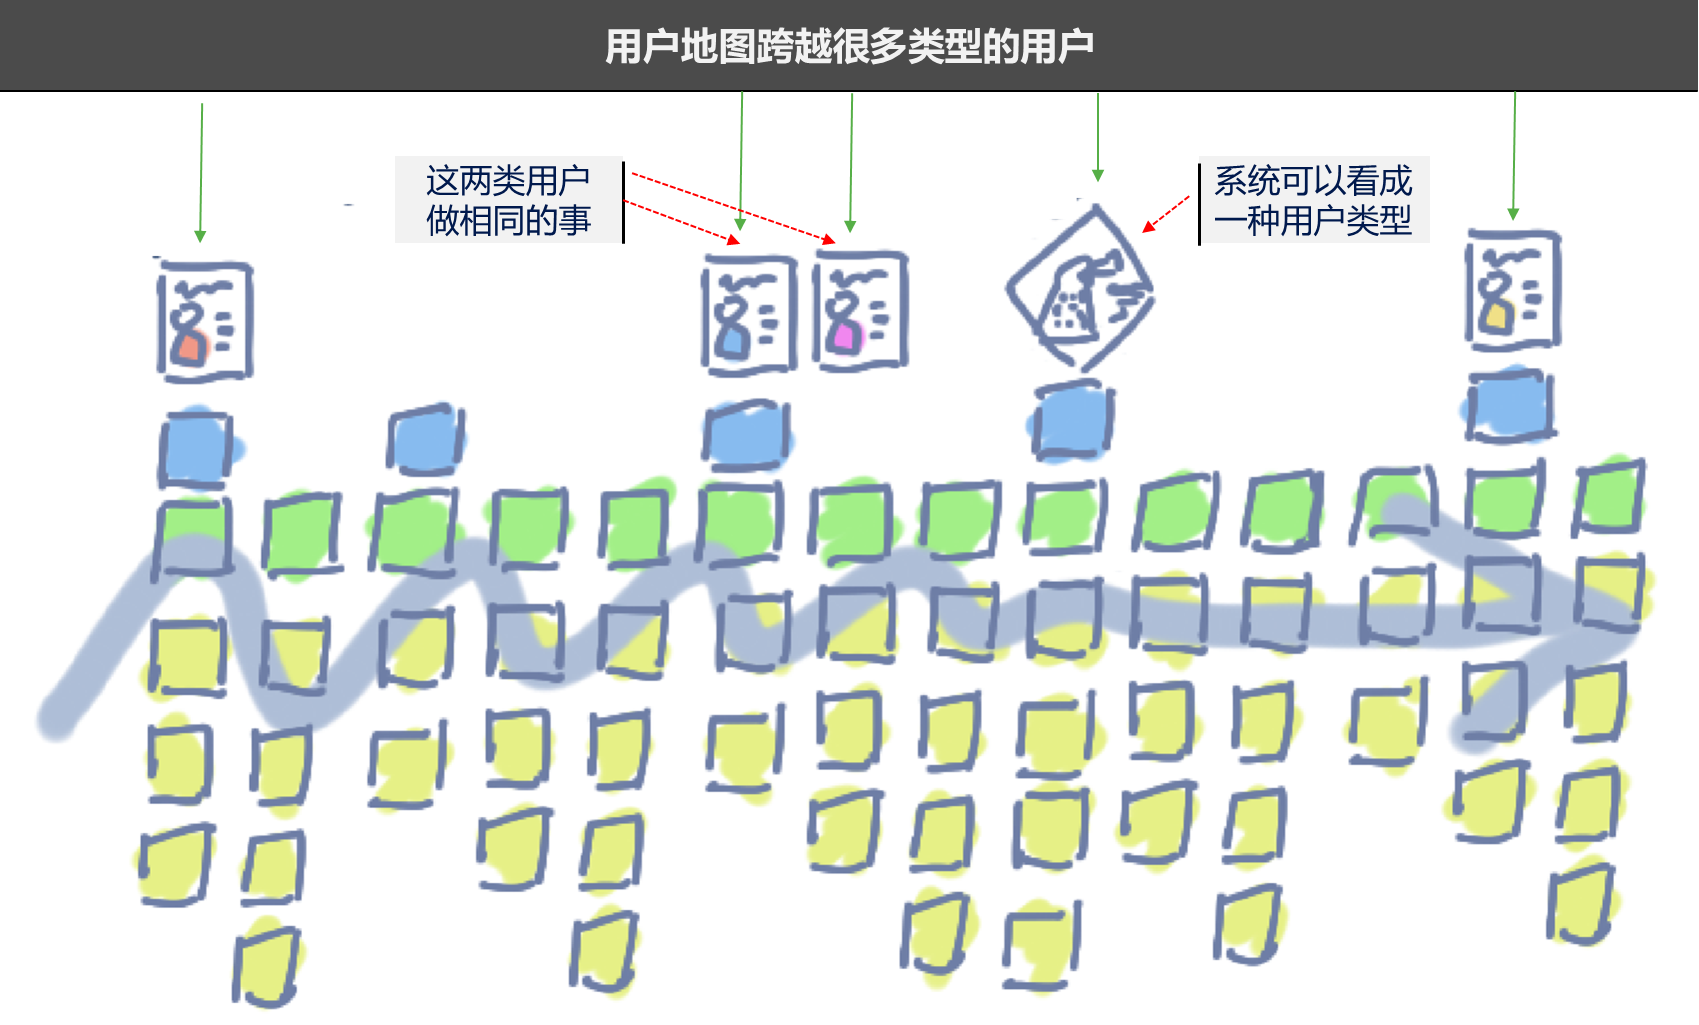 用户地图跨越很多类型的用户
这两类用户
做相同的事
系统可以看成
一种用户类型